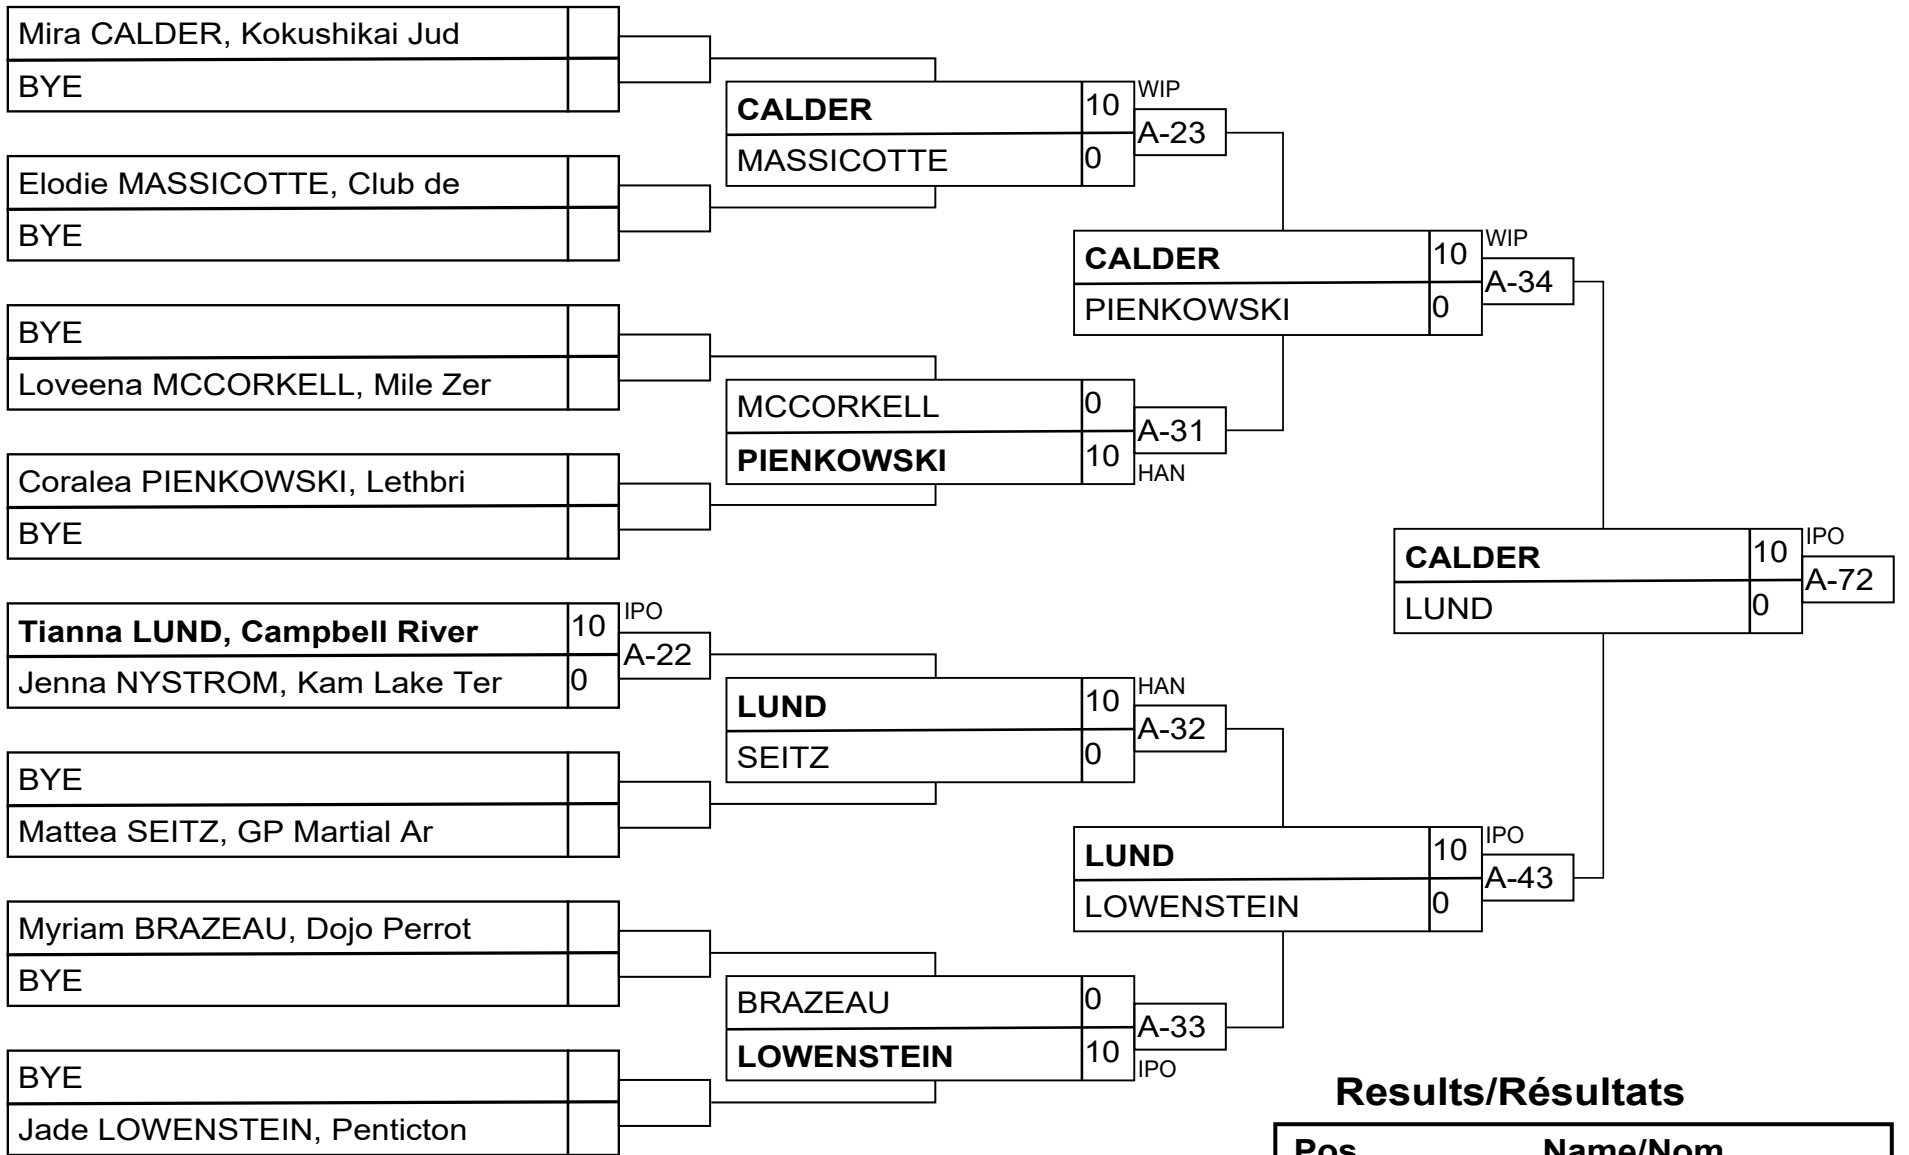 Mira CALDER, Kokushikai Jud
BYE
Elodie MASSICOTTE, Club de
BYE
BYE
Loveena MCCORKELL, Mile Zer
Coralea PIENKOWSKI, Lethbri
BYE
Tianna LUND, Campbell River 10 IPO
A-22
Jenna NYSTROM, Kam Lake Ter 0
BYE
Mattea SEITZ, GP Martial Ar
Myriam BRAZEAU, Dojo Perrot
BYE
BYE
Jade LOWENSTEIN, Penticton
CALDER 10 WIP
A-23
MASSICOTTE 0
MCCORKELL 0
A-31
PIENKOWSKI 10 HAN
LUND 10 HAN
A-32
SEITZ 0
BRAZEAU 0
A-33
LOWENSTEIN 10 IPO
CALDER 10 WIP
A-34
PIENKOWSKI 0
LUND 10 IPO
A-43
LOWENSTEIN 0
CALDER 10 IPO
A-72
LUND 0
Results/Résultats
Pos Name/Nom